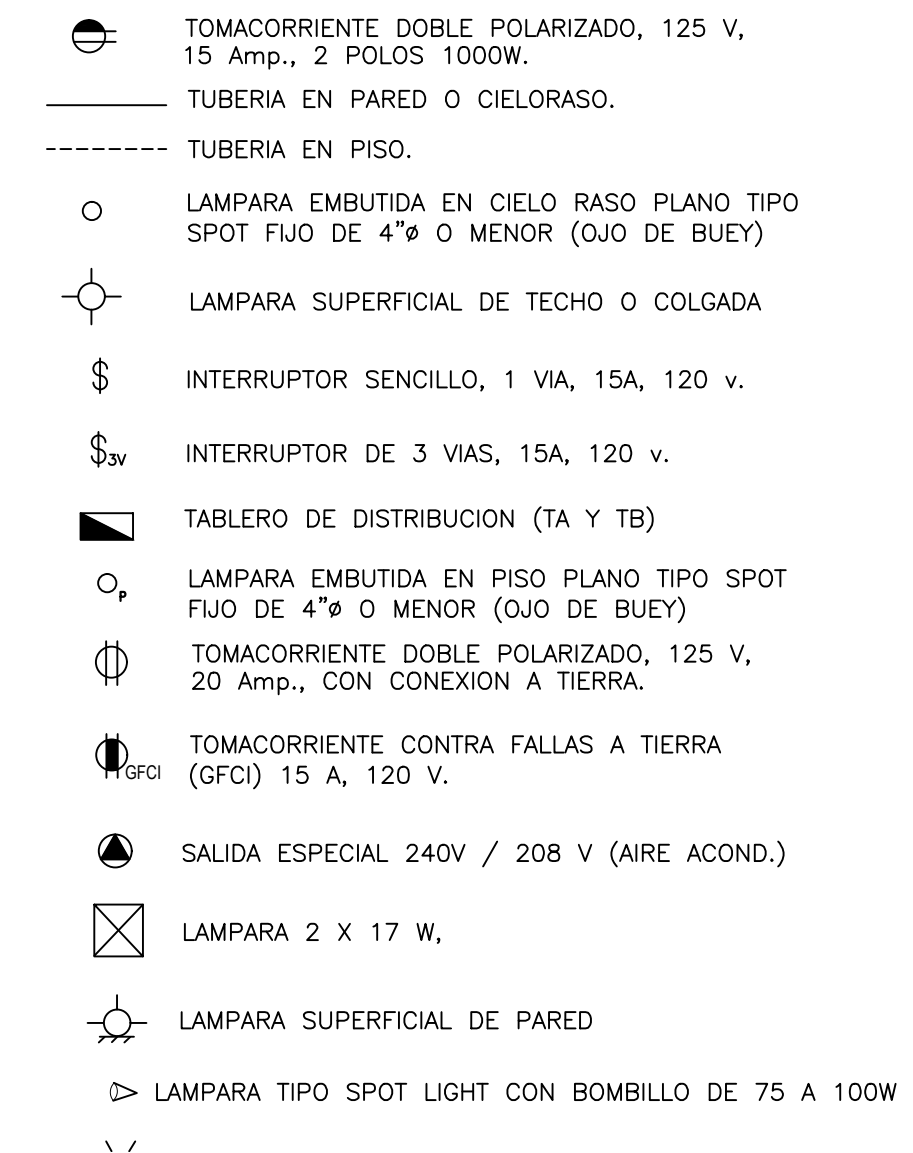 TOMACORRIENTE DOBLE POLARIZADO, 125 V,
15 Amp., 2 POLOS 1000W.
TUBERIA EN PARED O CIELORASO.
TUBERIA EN PISO.
LAMPARA EMBUTIDA EN CIELO RASO PLANO TIPO
SPOT FIJO DE 4"ø O MENOR (OJO DE BUEY)
LAMPARA SUPERFICIAL DE TECHO O COLGADA
$ INTERRUPTOR SENCILLO, 1 VIA, 15A, 120 v.
$3V INTERRUPTOR DE 3 VIAS, 15A, 120 v.
TABLERO DE DISTRIBUCION (TA Y TB)
P LAMPARA EMBUTIDA EN PISO PLANO TIPO SPOT
FIJO DE 4"ø O MENOR (OJO DE BUEY)
TOMACORRIENTE DOBLE POLARIZADO, 125 V,
20 Amp., CON CONEXION A TIERRA.
TOMACORRIENTE CONTRA FALLAS A TIERRA
GFCI (GFCI) 15 A, 120 V.
SALIDA ESPECIAL 240V / 208 V (AIRE ACOND.)
LAMPARA 2 X 17 W,
LAMPARA SUPERFICIAL DE PARED
LAMPARA TIPO SPOT LIGHT CON BOMBILLO DE 75 A 100W